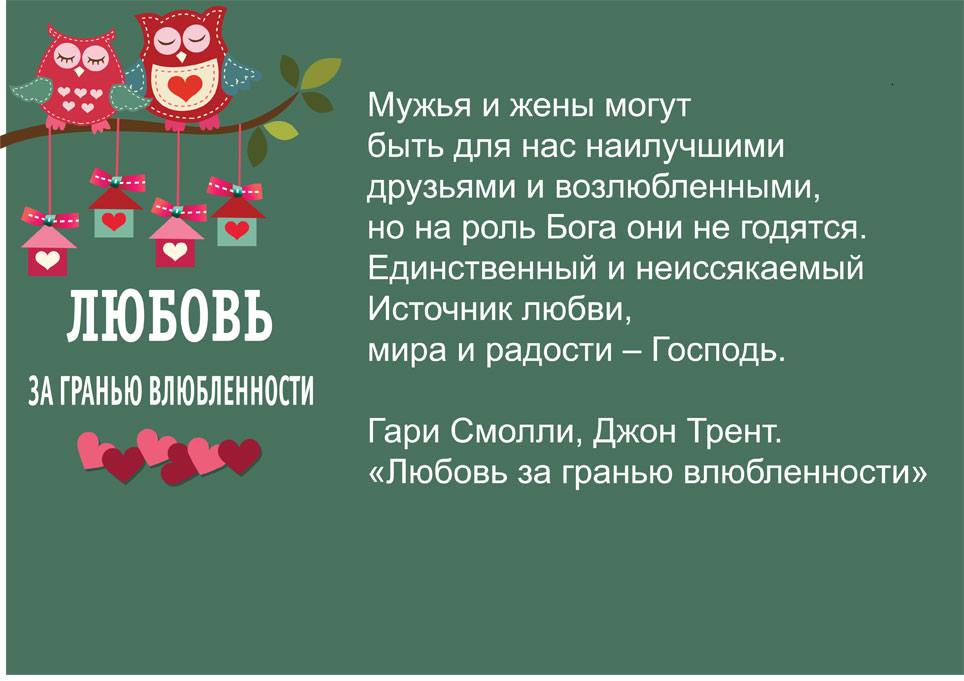 ЛЮБОВЬ
ЗА ГРАНЬЮ ВЛЮБЛЕННОСТИ
Мужья и жены могут
быть для нас наилучшими
друзьями и возлюбленными,
но на роль Бога они не годятся.
Единственный и неиссякаемый
Источник любви,
мира и радости – Господь.
Гари Смолли, Джон Трент.
«Любовь за гранью влюбленности»